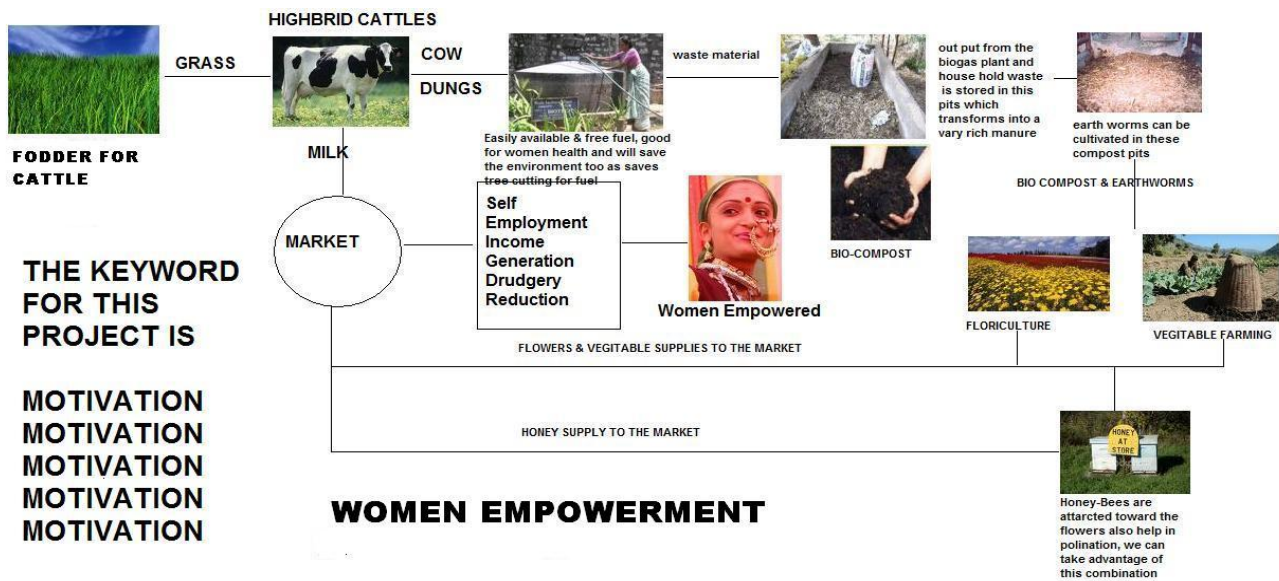 HIGHBRID CATTLES
GRASS
COW
DUNGS
waste material
out put from the
biogas plant and
house hold waste
is stored in this
pits which
transforms into a
vary rich manure
FODDER FOR
CATTLE
MILK
Easily available & free fuel, good
for women health and will save
the environment too as saves
tree cutting for fuel
earth worms can be
cultivated in these
compost pits
BIO COMPOST & EARTHWORMS
MARKET
Self
Employment
Income
Generation
Drudgery
Reduction
Women Empowered
BIO-COMPOST
FLORICULTURE
VEGITABLE FARMING
THE KEYWORD
FOR THIS
PROJECT IS
MOTIVATION
MOTIVATION
MOTIVATION
MOTIVATION
MOTIVATION
FLOWERS & VEGITABLE SUPPLIES TO THE MARKET
HONEY SUPPLY TO THE MARKET
HONEY
AT
STORE
Honey-Bees are
attarcted toward the
flowers also help in
polination, we can
take advantage of
this combination
WOMEN EMPOWERMENT